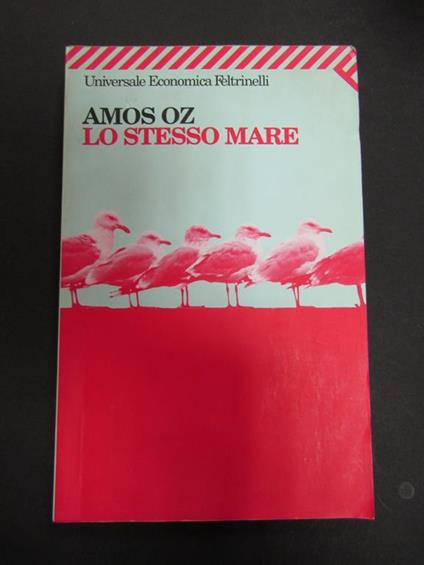 Universale Economica Feltrinelli
AMOS OZ
LO STESSO MARE